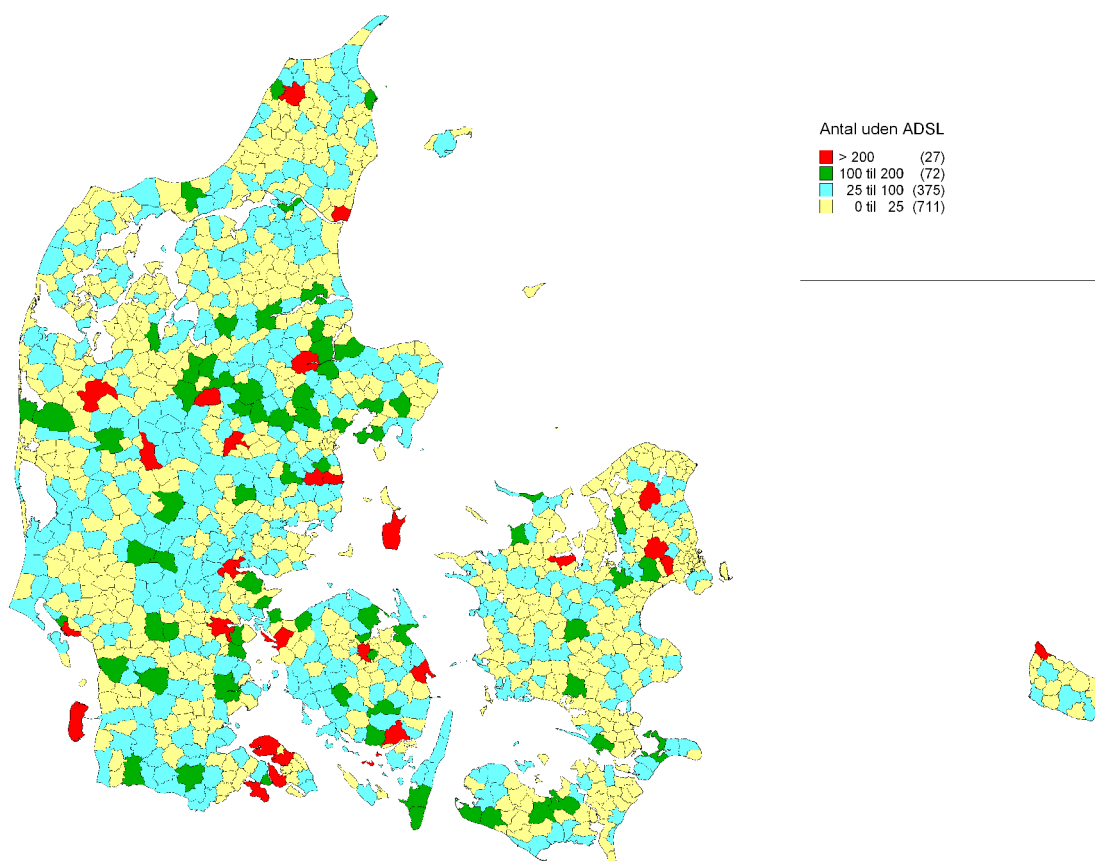 Antal uden ADSL
> 200 (27)
100 til 200 (72)
25 til 100 (375)
0 til 25 (711)